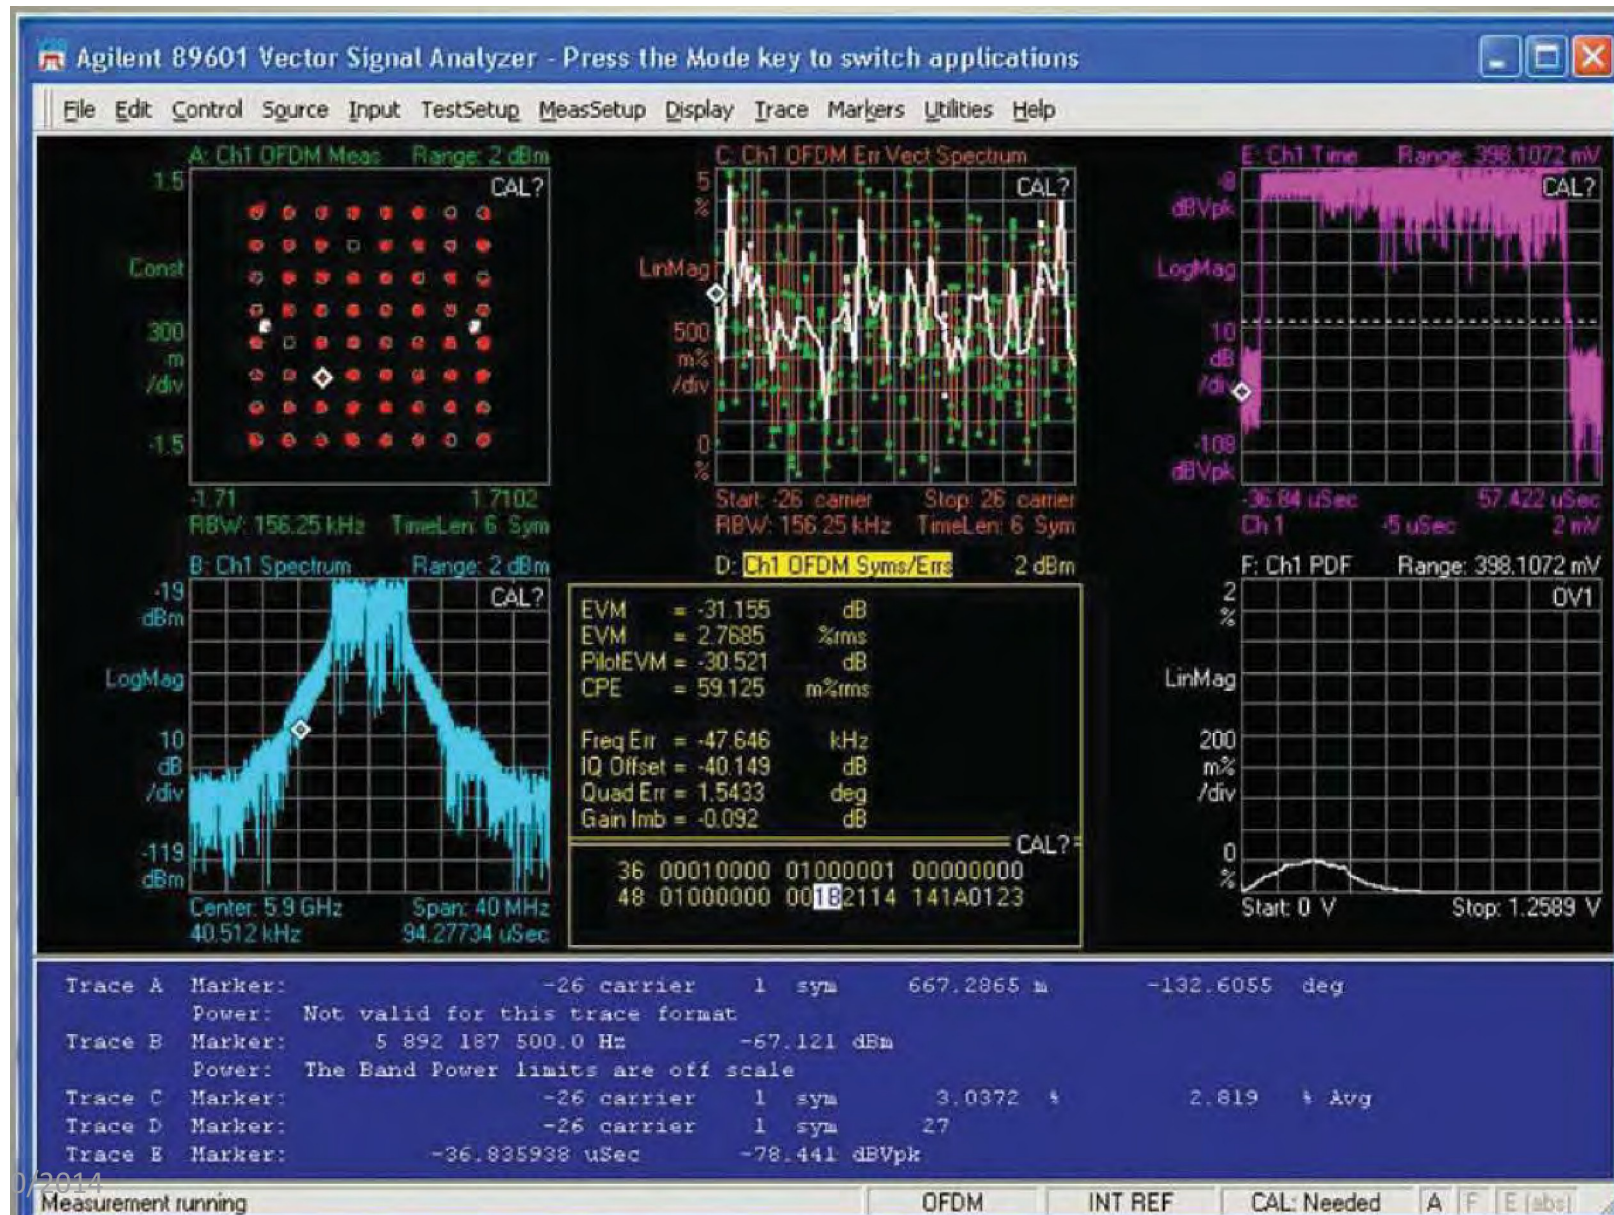 Agilent 89601 Vector Signal Analyzer - Press the Mode key to switch applications
File Edit Control Source Input TestSetup MeasSetup Display Trace Markers Utilities Help
A: Ch1 OFDM Meas Range: 2 dBm
1.5
CAL?
Const
300
m
/div
-1.5
-1.71 1.7102
RBW: 156.25 kHz TimeLen: 6 Sym
C: Ch1 OFDM Err Vect Spectrum
5
%
CAL?
LinMag
500
m%
/div
0
%
Start: -26 carrier Stop: 26 carrier
RBW: 156.25 kHz TimeLen: 6 Sym
E: Ch1 Time Range: 398.1072 mV
-8
dBVpk
CAL?
LogMag
10
dB
/div
-108
dBVpk
-36.84 uSec 57.422 uSec
Ch 1 -5 uSec 2 mV
B: Ch1 Spectrum Range: 2 dBm
-19
dBm
CAL?
LogMag
10
dB
/div
-119
dBm
Center: 5.9 GHz Span: 40 MHz
40.512 kHz 94.27734 uSec
D: Ch1 OFDM Syms/Errs 2 dBm
EVM = -31.155 dB
EVM = 2.7685 %rms
PilotEVM = -30.521 dB
CPE = 59.125 m%rms
Freq Err = -47.646 kHz
IQ Offset = -40.149 dB
Quad Err = 1.5433 deg
Gain Imb = -0.092 dB
CAL?
36 00010000 01000001 00000000
48 01000000 001B2114 141A0123
F: Ch1 PDF Range: 398.1072 mV
2
%
OV1
LinMag
200
m%
/div
0
%
Start: 0 V Stop: 1.2589 V
Trace A Marker: -26 carrier 1 sym 667.2865 m -132.6055 deg
Power: Not valid for this trace format
Trace B Marker: 5 892 187 500.0 Hz -67.121 dBm
Power: The Band Power limits are off scale
Trace C Marker: -26 carrier 1 sym 3.0372 % 2.819 % Avg
Trace D Marker: -26 carrier 1 sym 27
Trace E Marker: -36.835938 uSec -78.441 dBVpk
0/2014
Measurement running OFDM INT REF CAL: Needed A F E (abs)